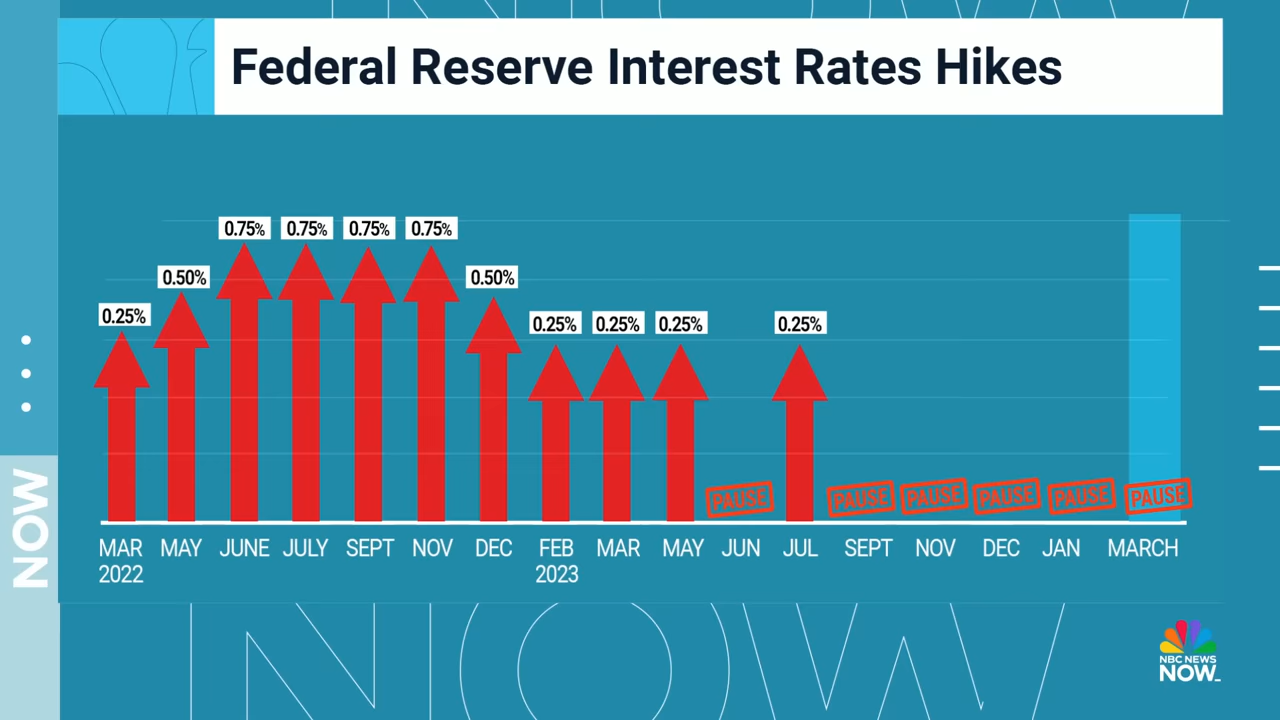 Federal Reserve Interest Rates Hikes
0.25%
0.50%
0.75%
0.75%
0.75%
0.75%
0.50%
0.25%
0.25%
0.25%
0.25%
PAUSE
PAUSE
PAUSE
PAUSE
PAUSE
PAUSE
MAR MAY JUNE JULY SEPT NOV DEC FEB MAR MAY JUN JUL SEPT NOV DEC JAN MARCH
2022 2023
NOW
NOW
NOW
NBC NEWS
NOW